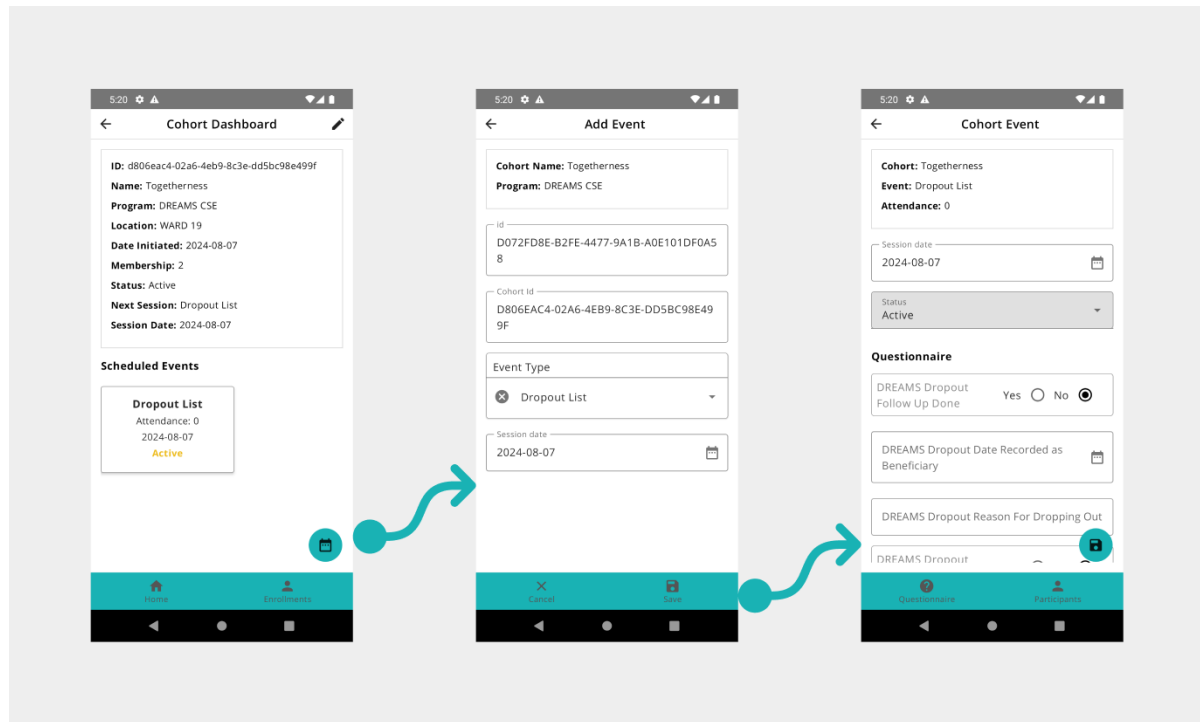 5:20
Cohort Dashboard
ID: d806eac4-02a6-4eb9-8c3e-dd5bc98e499f
Name: Togetherness
Program: DREAMS CSE
Location: WARD 19
Date Initiated: 2024-08-07
Membership: 2
Status: Active
Next Session: Dropout List
Session Date: 2024-08-07
Scheduled Events
Dropout List
Attendance: 0
2024-08-07
Active
Home
Enrollments
5:20
Add Event
Cohort Name: Togetherness
Program: DREAMS CSE
id
D072FD8E-B2FE-4477-9A1B-A0E101DF0A5
8
Cohort Id
D806EAC4-02A6-4EB9-8C3E-DD5BC98E49
9F
Event Type
Dropout List
Session date
2024-08-07
Cancel
Save
5:20
Cohort Event
Cohort: Togetherness
Event: Dropout List
Attendance: 0
Session date
2024-08-07
Status
Active
Questionnaire
DREAMS Dropout
Follow Up Done
Yes No
DREAMS Dropout Date Recorded as
Beneficiary
DREAMS Dropout Reason For Dropping Out
DREAMS Dropout
Questionnaire
Participants